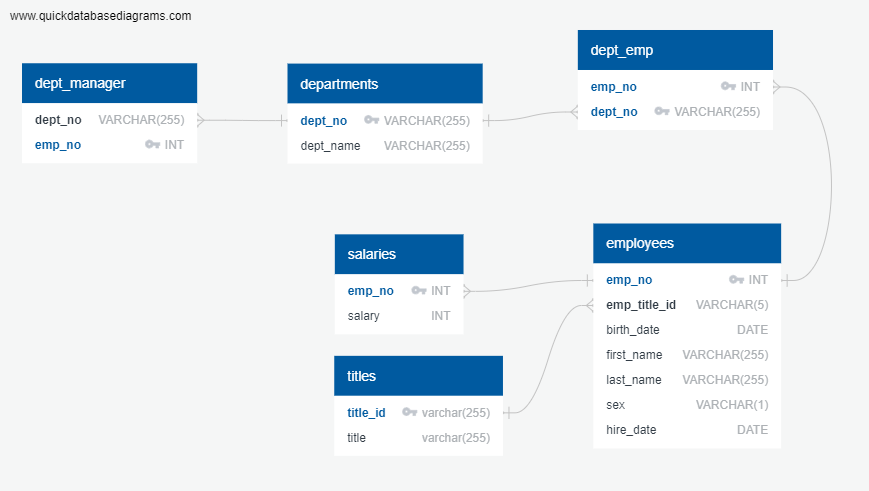 www.quickdatabasediagrams.com
dept_manager
dept_no VARCHAR(255)
emp_no INT
departments
dept_no VARCHAR(255)
dept_name VARCHAR(255)
dept_emp
emp_no INT
dept_no VARCHAR(255)
salaries
emp_no INT
salary INT
employees
emp_no INT
emp_title_id VARCHAR(5)
birth_date DATE
first_name VARCHAR(255)
last_name VARCHAR(255)
sex VARCHAR(1)
hire_date DATE
titles
title_id varchar(255)
title varchar(255)